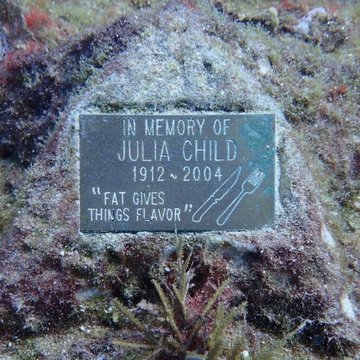 IN MEMORY OF
JULIA CHILD
1912 ~ 2004
"FAT GIVES
THINGS FLAVOR"